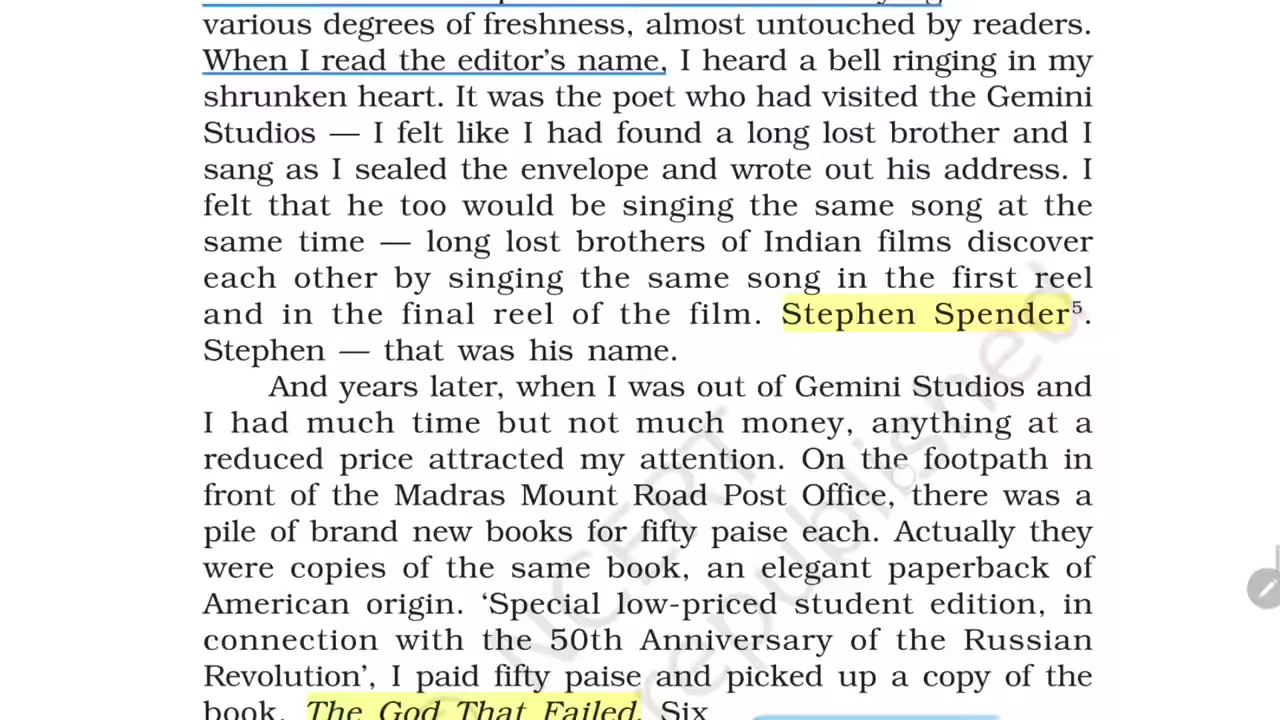 various degrees of freshness, almost untouched by readers.
When I read the editor’s name, I heard a bell ringing in my
shrunken heart. It was the poet who had visited the Gemini
Studios — I felt like I had found a long lost brother and I
sang as I sealed the envelope and wrote out his address. I
felt that he too would be singing the same song at the
same time — long lost brothers of Indian films discover
each other by singing the same song in the first reel
and in the final reel of the film. Stephen Spender⁵.
Stephen — that was his name.
And years later, when I was out of Gemini Studios and
I had much time but not much money, anything at a
reduced price attracted my attention. On the footpath in
front of the Madras Mount Road Post Office, there was a
pile of brand new books for fifty paise each. Actually they
were copies of the same book, an elegant paperback of
American origin. ‘Special low-priced student edition, in
connection with the 50th Anniversary of the Russian
Revolution’, I paid fifty paise and picked up a copy of the
book, The God That Failed. Six
NCERT
republished